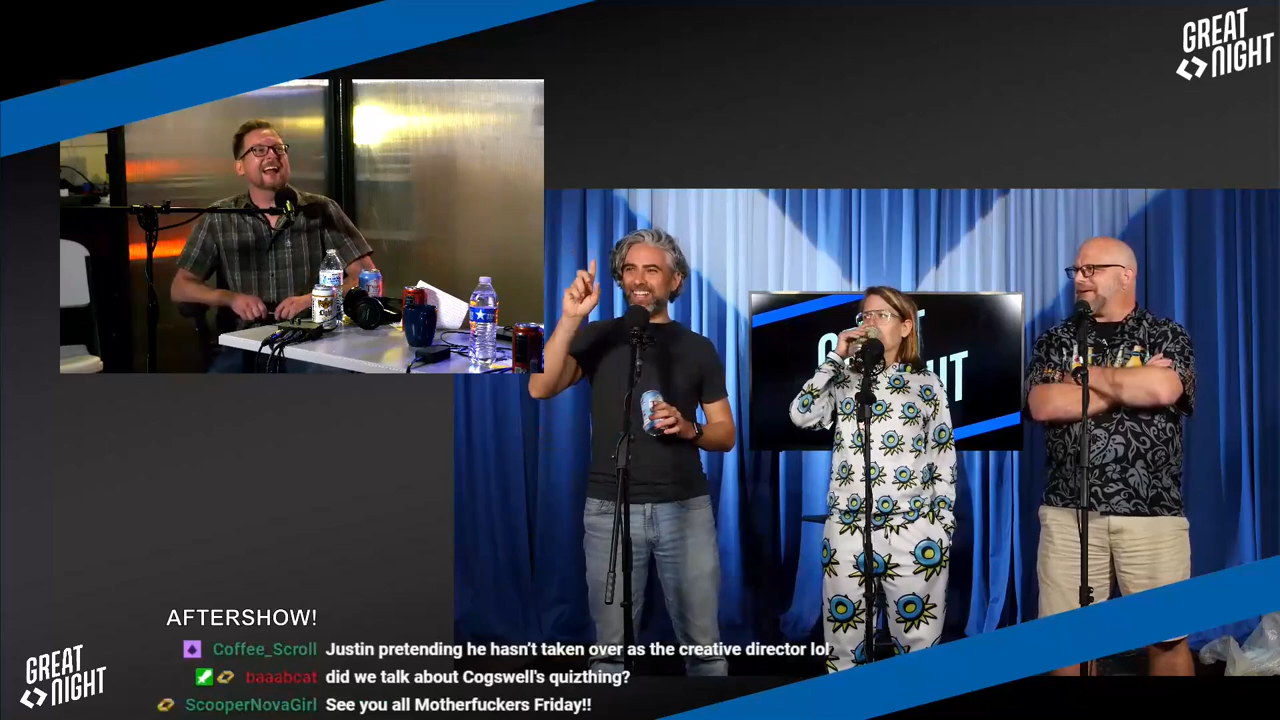 GREAT
NIGHT
AFTERSHOW!
Coffee_Scroll Justin pretending he hasn't taken over as the creative director lol
baaabcat did we talk about Cogswell's quizthing?
ScooperNovaGirl See you all Motherfuckers Friday!!
GREAT
NIGHT